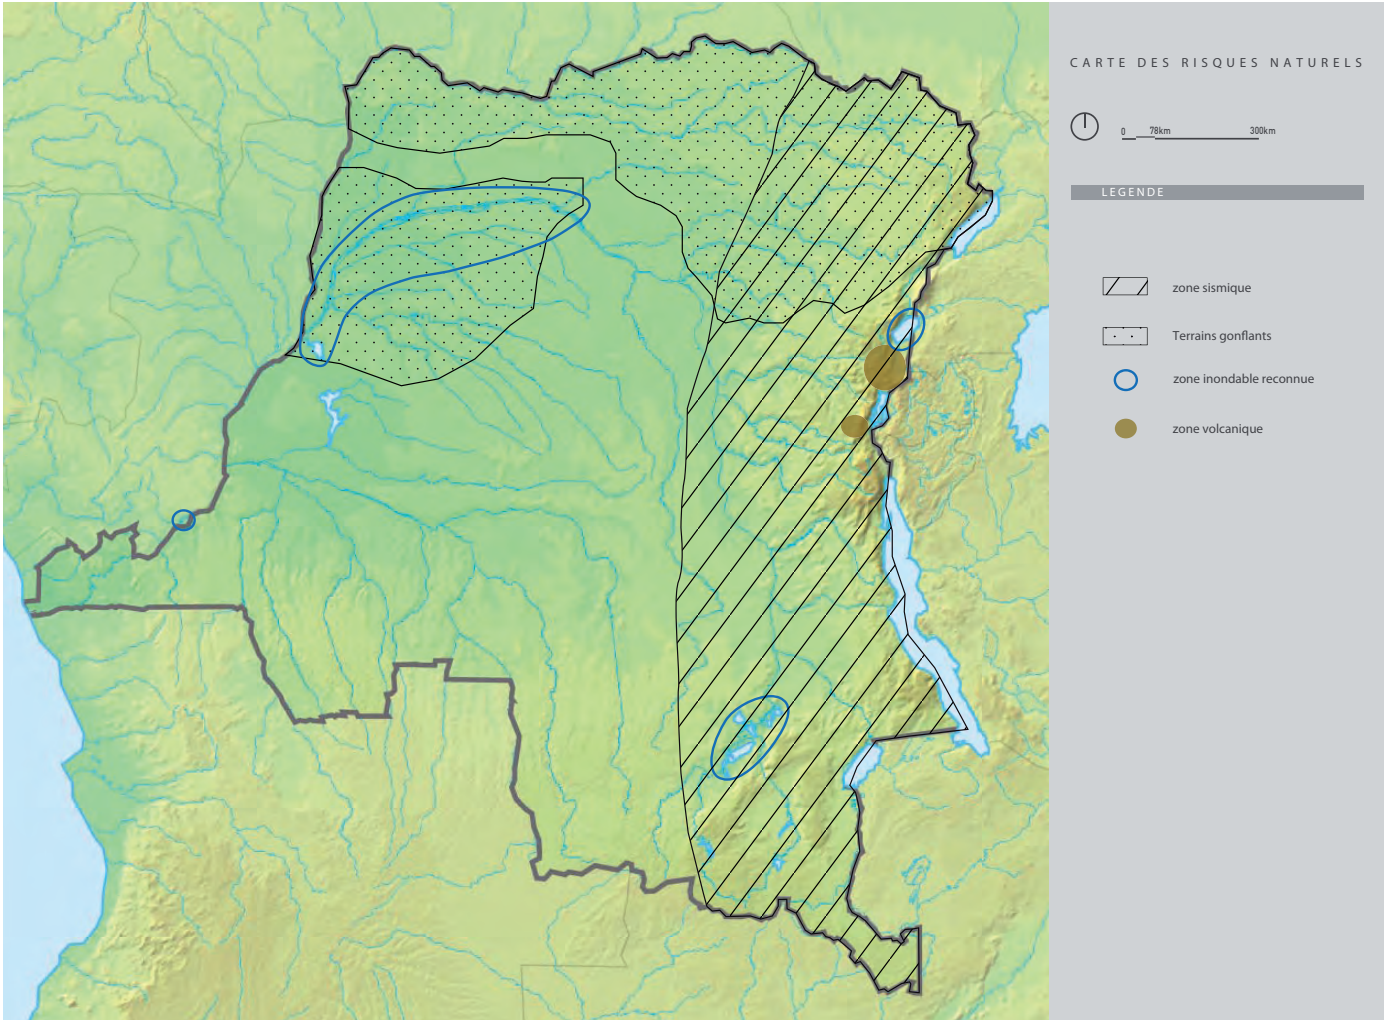 CARTE DES RISQUES NATURELS
0 78km 300km
LEGENDE
zone sismique
Terrains gonflants
zone inondable reconnue
zone volcanique